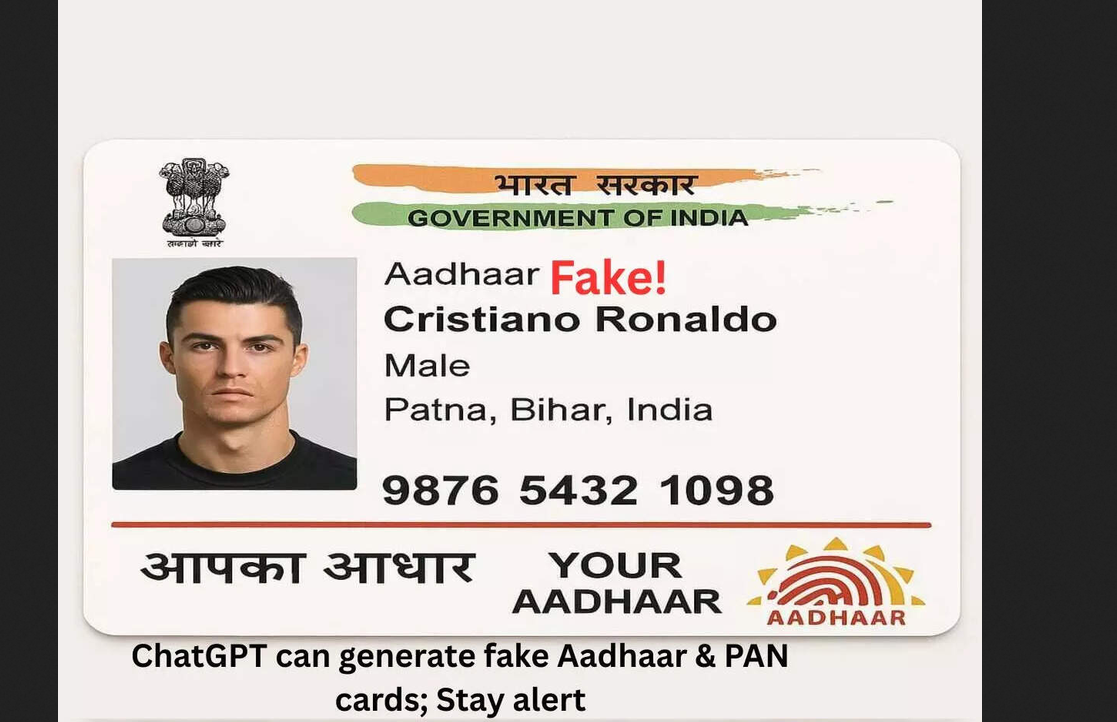 भारत सरकार
GOVERNMENT OF INDIA
Aadhaar Fake!
Cristiano Ronaldo
Male
Patna, Bihar, India
9876 5432 1098
आपका आधार
YOUR
AADHAAR
AADHAAR
ChatGPT can generate fake Aadhaar & PAN
cards; Stay alert